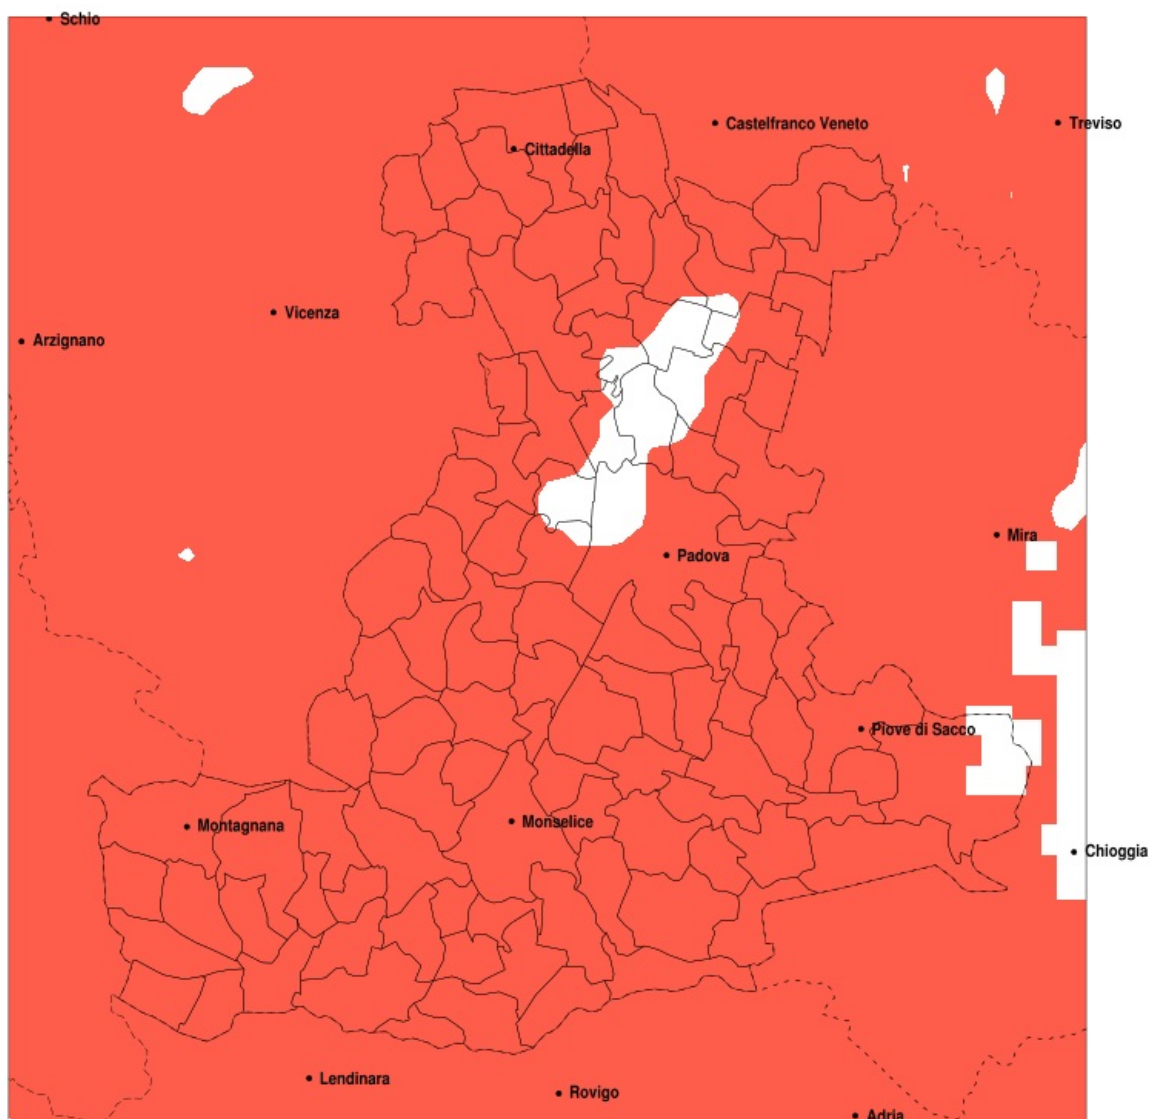 Schio
Castelfranco Veneto
Treviso
Cittadella
Vicenza
Arzignano
Mira
Padova
Piove di Sacco
Montagnana
Monselice
Chioggia
Lendinara
Rovigo
Adria